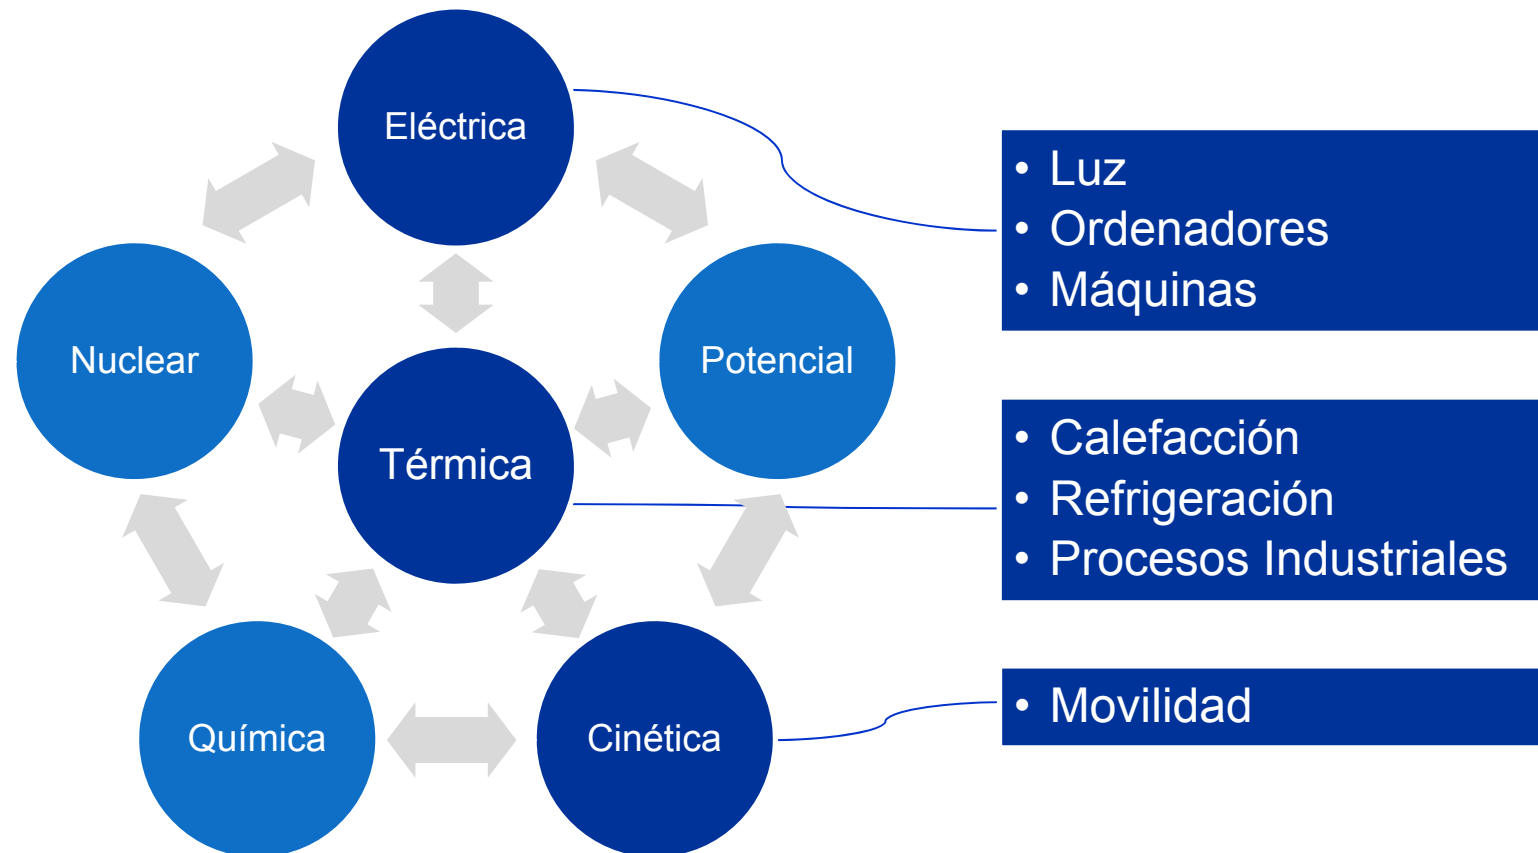 Eléctrica
Nuclear
Potencial
Térmica
Química
Cinética
• Luz
• Ordenadores
• Máquinas
• Calefacción
• Refrigeración
• Procesos Industriales
• Movilidad